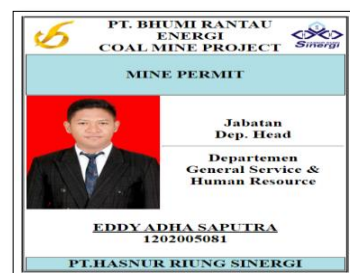 PT. BHUMI RANTAU
ENERGI
COAL MINE PROJECT
Sinergi
MINE PERMIT
Jabatan
Dep. Head
Departemen
General Service &
Human Resource
EDDY ADHA SAPUTRA
1202005081
PT.HASNUR RIUNG SINERGI